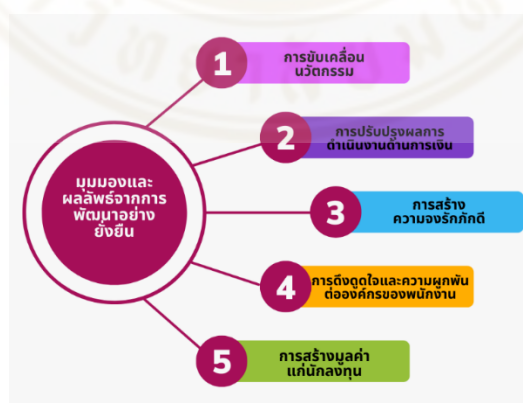 มุมมองและ
ผลลัพธ์จากการ
พัฒนาอย่าง
ยั่งยืน
1
การขับเคลื่อน
นวัตกรรม
2
การปรับปรุงผลการ
ดำเนินงานด้านการเงิน
3
การสร้าง
ความจงรักภักดี
4
การดึงดูดใจและความผูกพัน
ต่อองค์กรของพนักงาน
5
การสร้างมูลค่า
แก่นักลงทุน